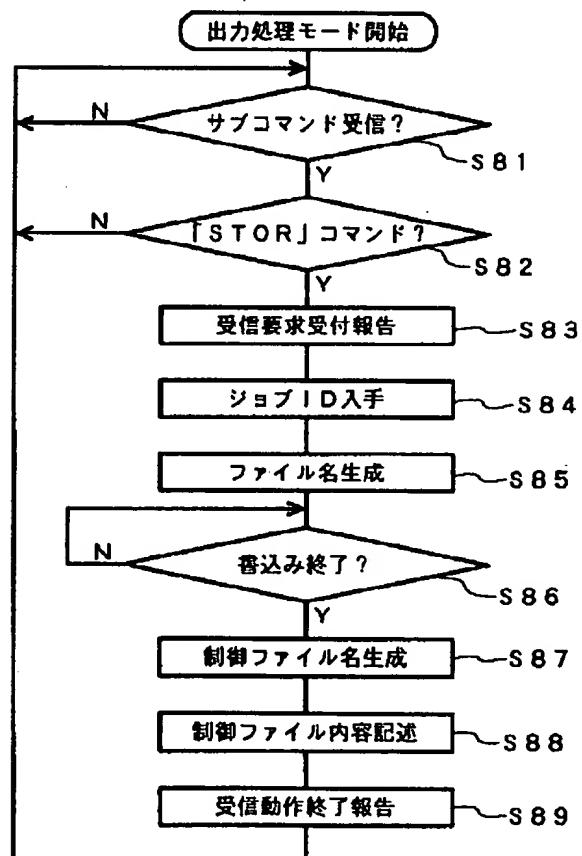 出力処理モード開始
サブコマンド受信?
N
S81
Y
「STOR」コマンド?
N
S82
Y
受信要求受付報告
S83
ジョブID入手
S84
ファイル名生成
S85
書込み終了?
N
S86
Y
制御ファイル名生成
S87
制御ファイル内容記述
S88
受信動作終了報告
S89